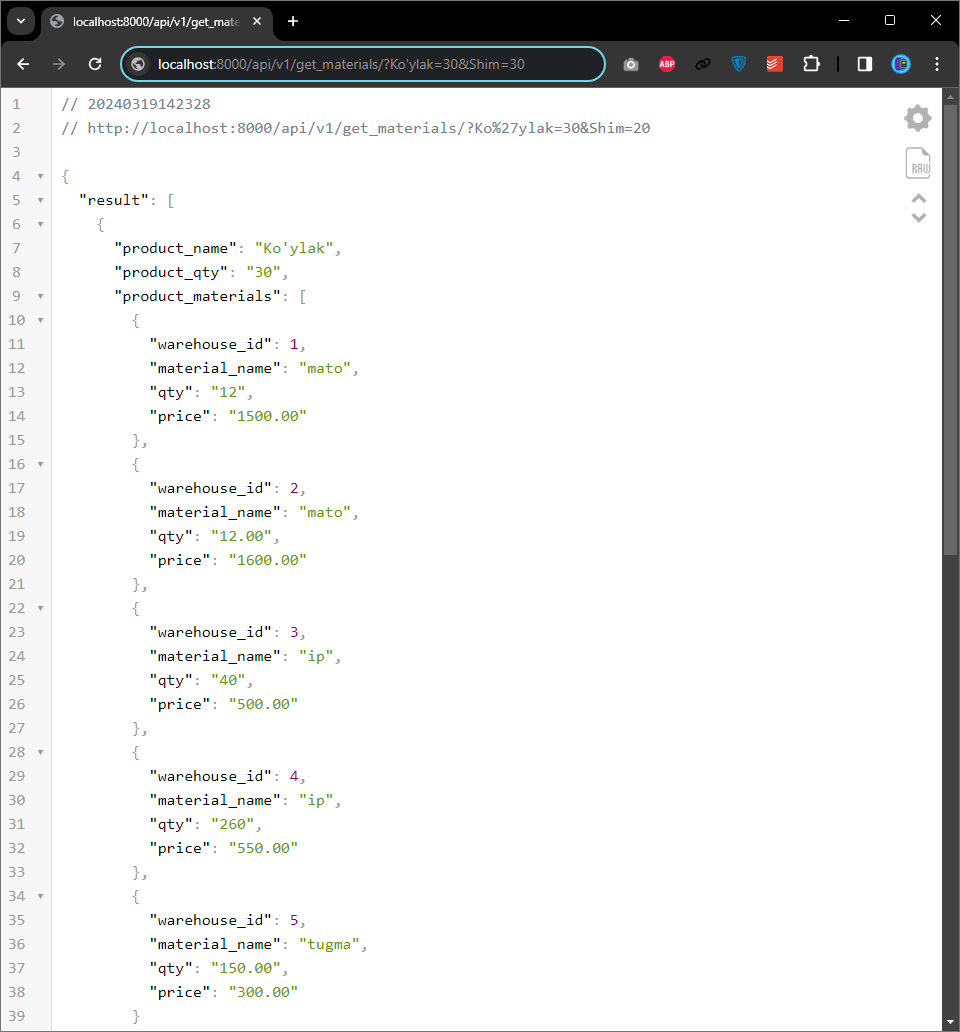 localhost:8000/api/v1/get_mate
localhost:8000/api/v1/get_materials/?Ko'ylak=30&Shim=30
ABP
RAW
1 // 20240319142328
2 // http://localhost:8000/api/v1/get_materials/?Ko%27ylak=30&Shim=20
3
4 {
5 "result": [
6 {
7 "product_name": "Ko'ylak",
8 "product_qty": "30",
9 "product_materials": [
10 {
11 "warehouse_id": 1,
12 "material_name": "mato",
13 "qty": "12",
14 "price": "1500.00"
15 },
16 {
17 "warehouse_id": 2,
18 "material_name": "mato",
19 "qty": "12.00",
20 "price": "1600.00"
21 },
22 {
23 "warehouse_id": 3,
24 "material_name": "ip",
25 "qty": "40",
26 "price": "500.00"
27 },
28 {
29 "warehouse_id": 4,
30 "material_name": "ip",
31 "qty": "260",
32 "price": "550.00"
33 },
34 {
35 "warehouse_id": 5,
36 "material_name": "tugma",
37 "qty": "150.00",
38 "price": "300.00"
39 }